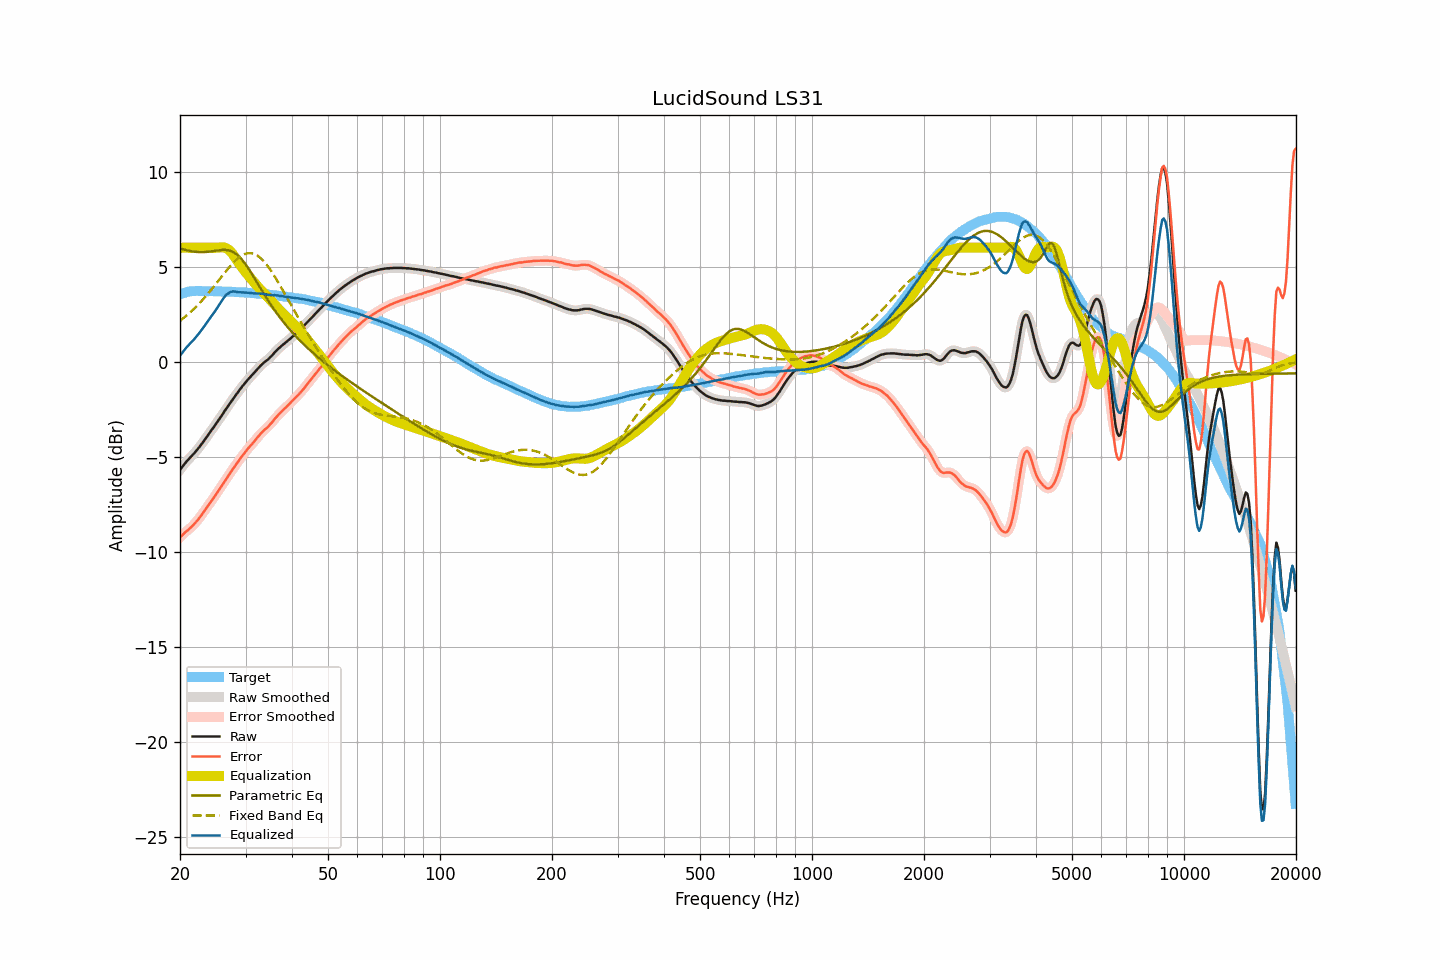 LucidSound LS31
Amplitude (dBr)
10
5
0
−5
−10
−15
−20
−25
Target
Raw Smoothed
Error Smoothed
Raw
Error
Equalization
Parametric Eq
Fixed Band Eq
Equalized
20 50 100 200 500 1000 2000 5000 10000 20000
Frequency (Hz)